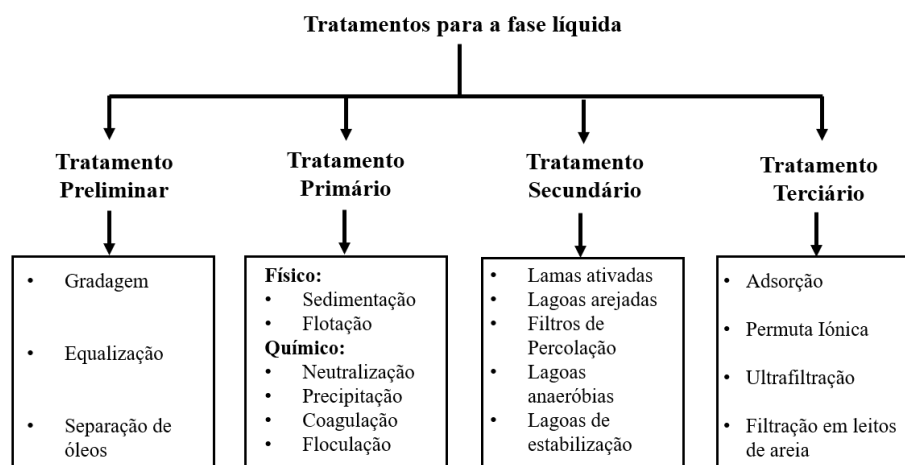 Tratamentos para a fase líquida
Tratamento
Preliminar
Tratamento
Primário
Tratamento
Secundário
Tratamento
Terciário
• Gradagem
• Equalização
• Separação de
óleos
Físico:
• Sedimentação
• Flotação
Químico:
• Neutralização
• Precipitação
• Coagulação
• Floculação
• Lamas ativadas
• Lagoas arejadas
• Filtros de
Percolação
• Lagoas
anaeróbias
• Lagoas de
estabilização
• Adsorção
• Permuta Iónica
• Ultrafiltração
• Filtração em leitos
de areia